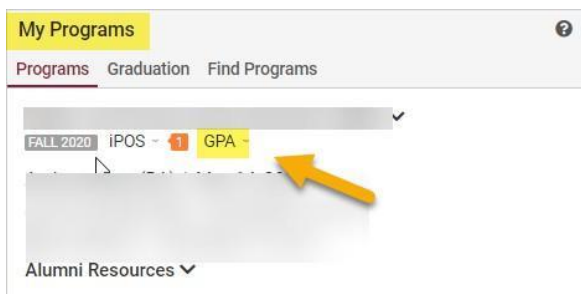 My Programs
Programs Graduation Find Programs
FALL 2020 iPOS 1 GPA
Alumni Resources